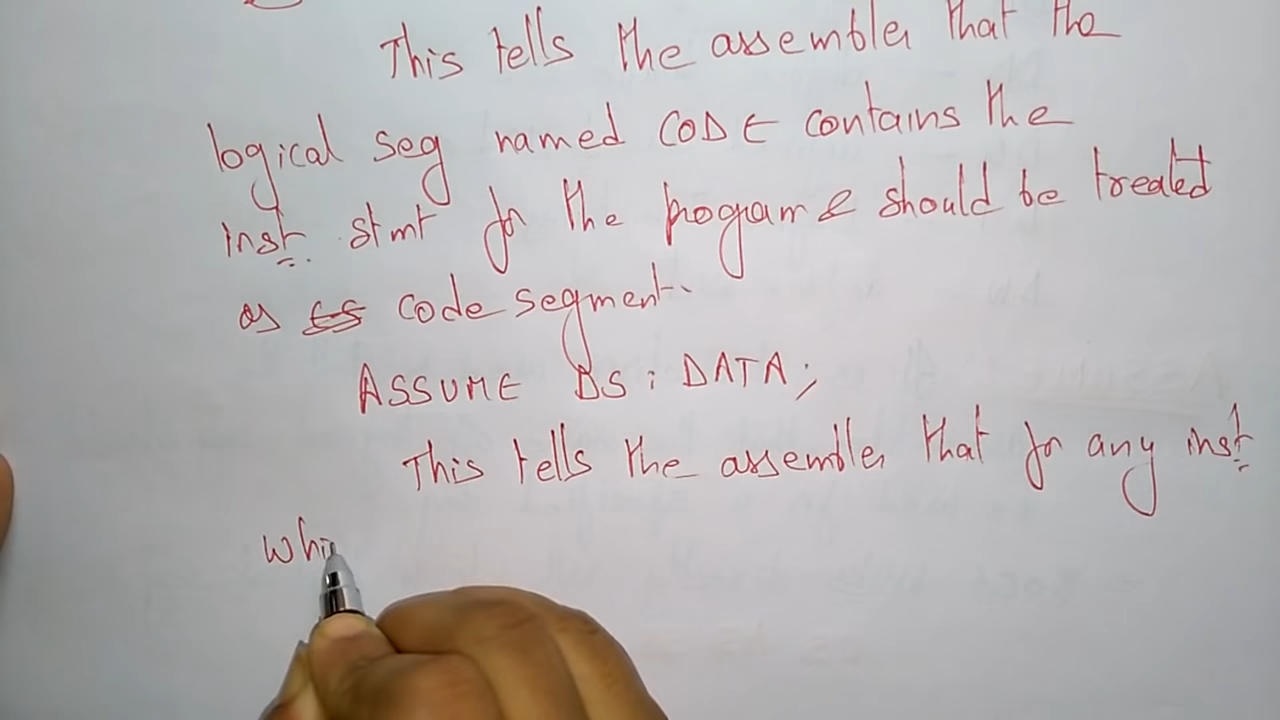 This tells the assembler that the
logical seg named CODE contains the
inst. stmt for the program & should be treated
as code segment.
ASSUME DS: DATA;
This tells the assembler that for any inst
whi